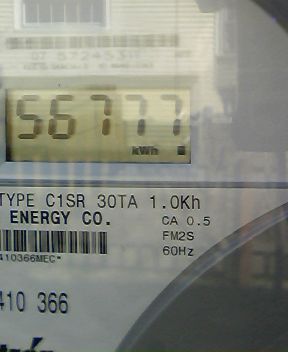 56777
kWh
TYPE C1SR 30TA 1.0Kh
ENERGY CO.
CA 0.5
FM2S
60Hz
410366MEC*
410 366